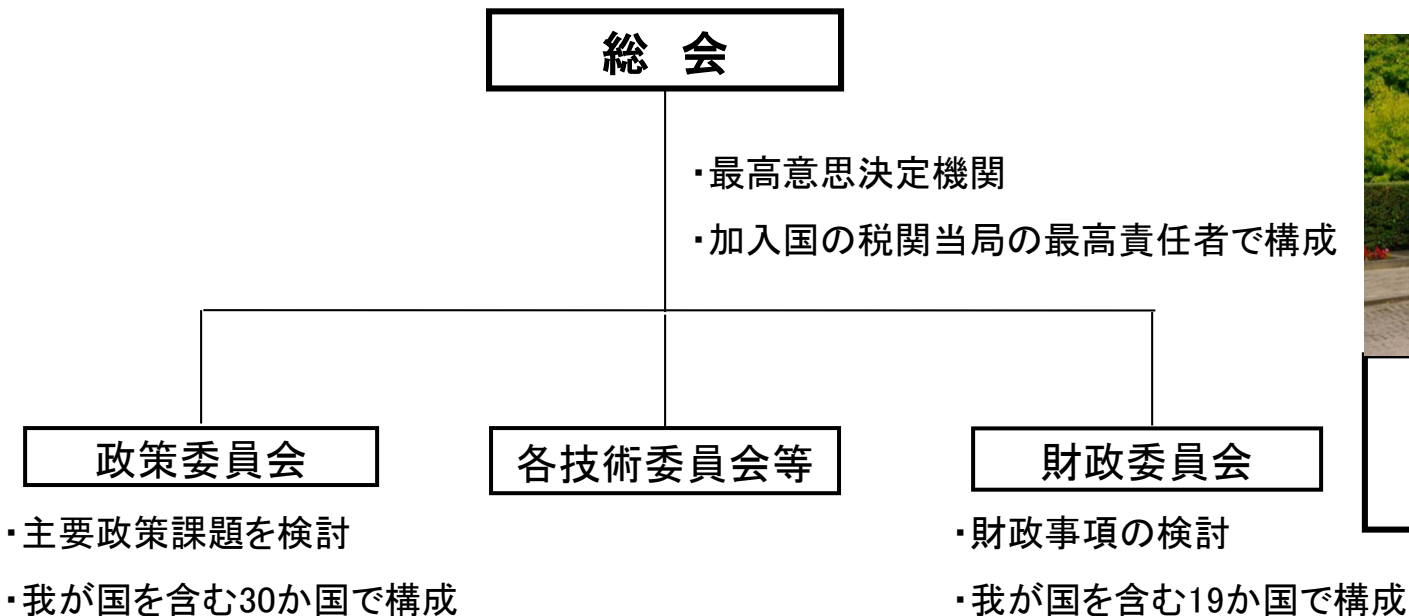 総 会
・最高意思決定機関
・加入国の税関当局の最高責任者で構成
政策委員会
各技術委員会等
財政委員会
・主要政策課題を検討
・財政事項の検討
・我が国を含む30か国で構成
・我が国を含む19か国で構成